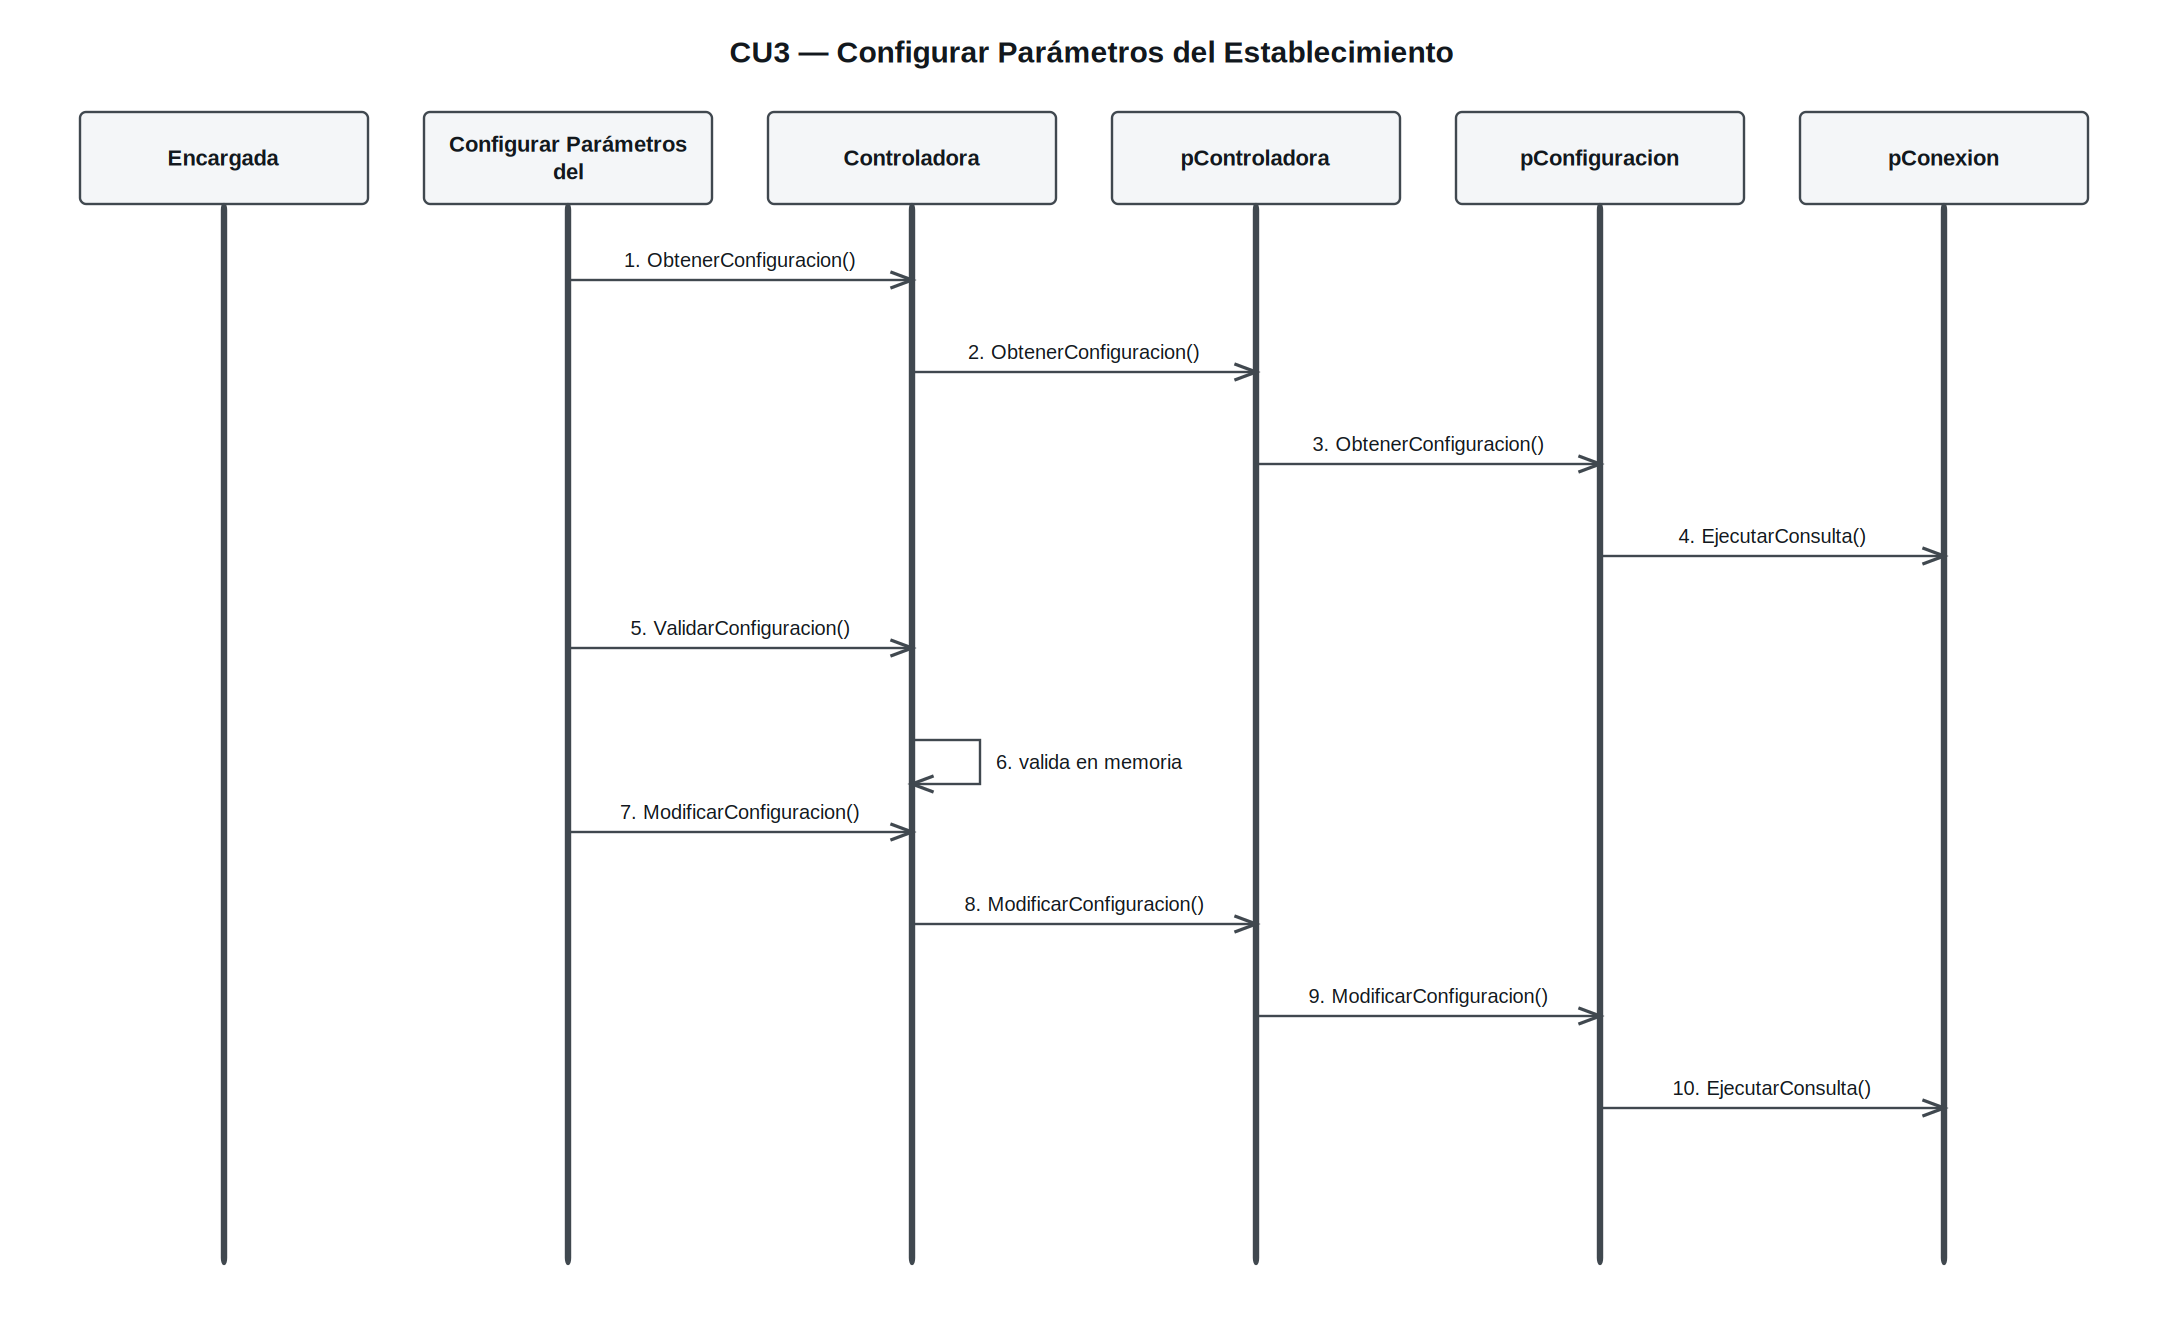 CU3 — Configurar Parámetros del Establecimiento
Encargada
Configurar Parámetros
del
Controladora
pControladora
pConfiguracion
pConexion
1. ObtenerConfiguracion()
2. ObtenerConfiguracion()
3. ObtenerConfiguracion()
4. EjecutarConsulta()
5. ValidarConfiguracion()
6. valida en memoria
7. ModificarConfiguracion()
8. ModificarConfiguracion()
9. ModificarConfiguracion()
10. EjecutarConsulta()